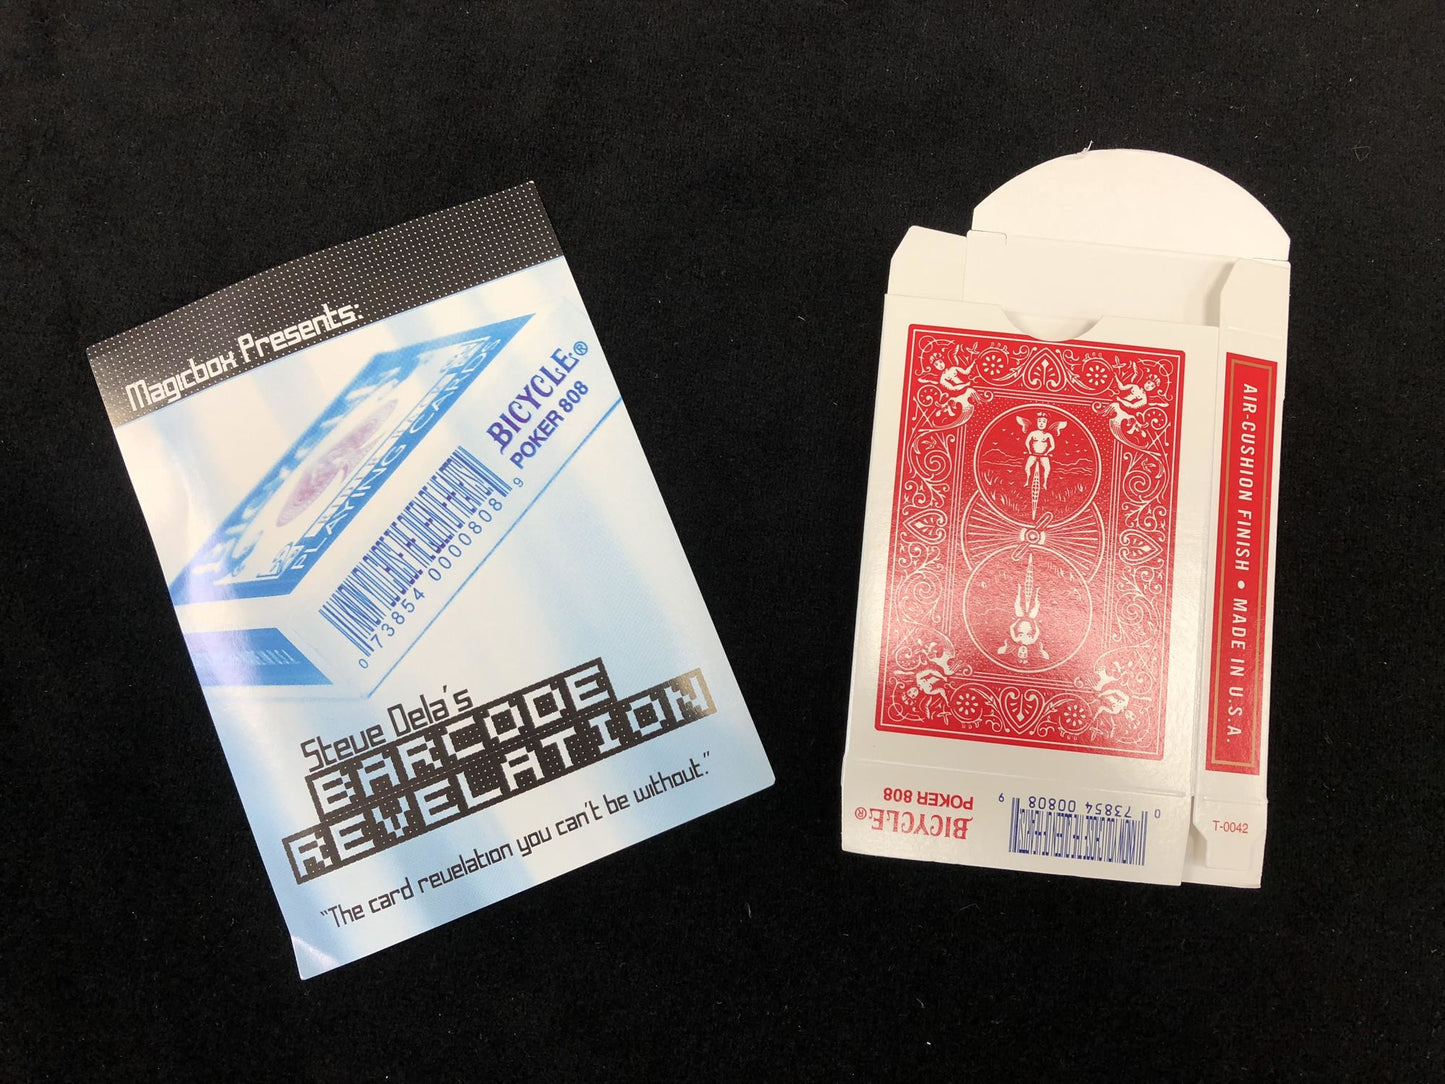 Magicbox Presents:
PLAYING CARDS
BICYCLE®
POKER 808
0 73854 00008089 9
Steve Dela's
BARCODE
REVELATION
"The card revelation you can't be without."
AIR-CUSHION FINISH • MADE IN U.S.A.
BICYCLE®
POKER 808
0 73854 00808 9
T-0042